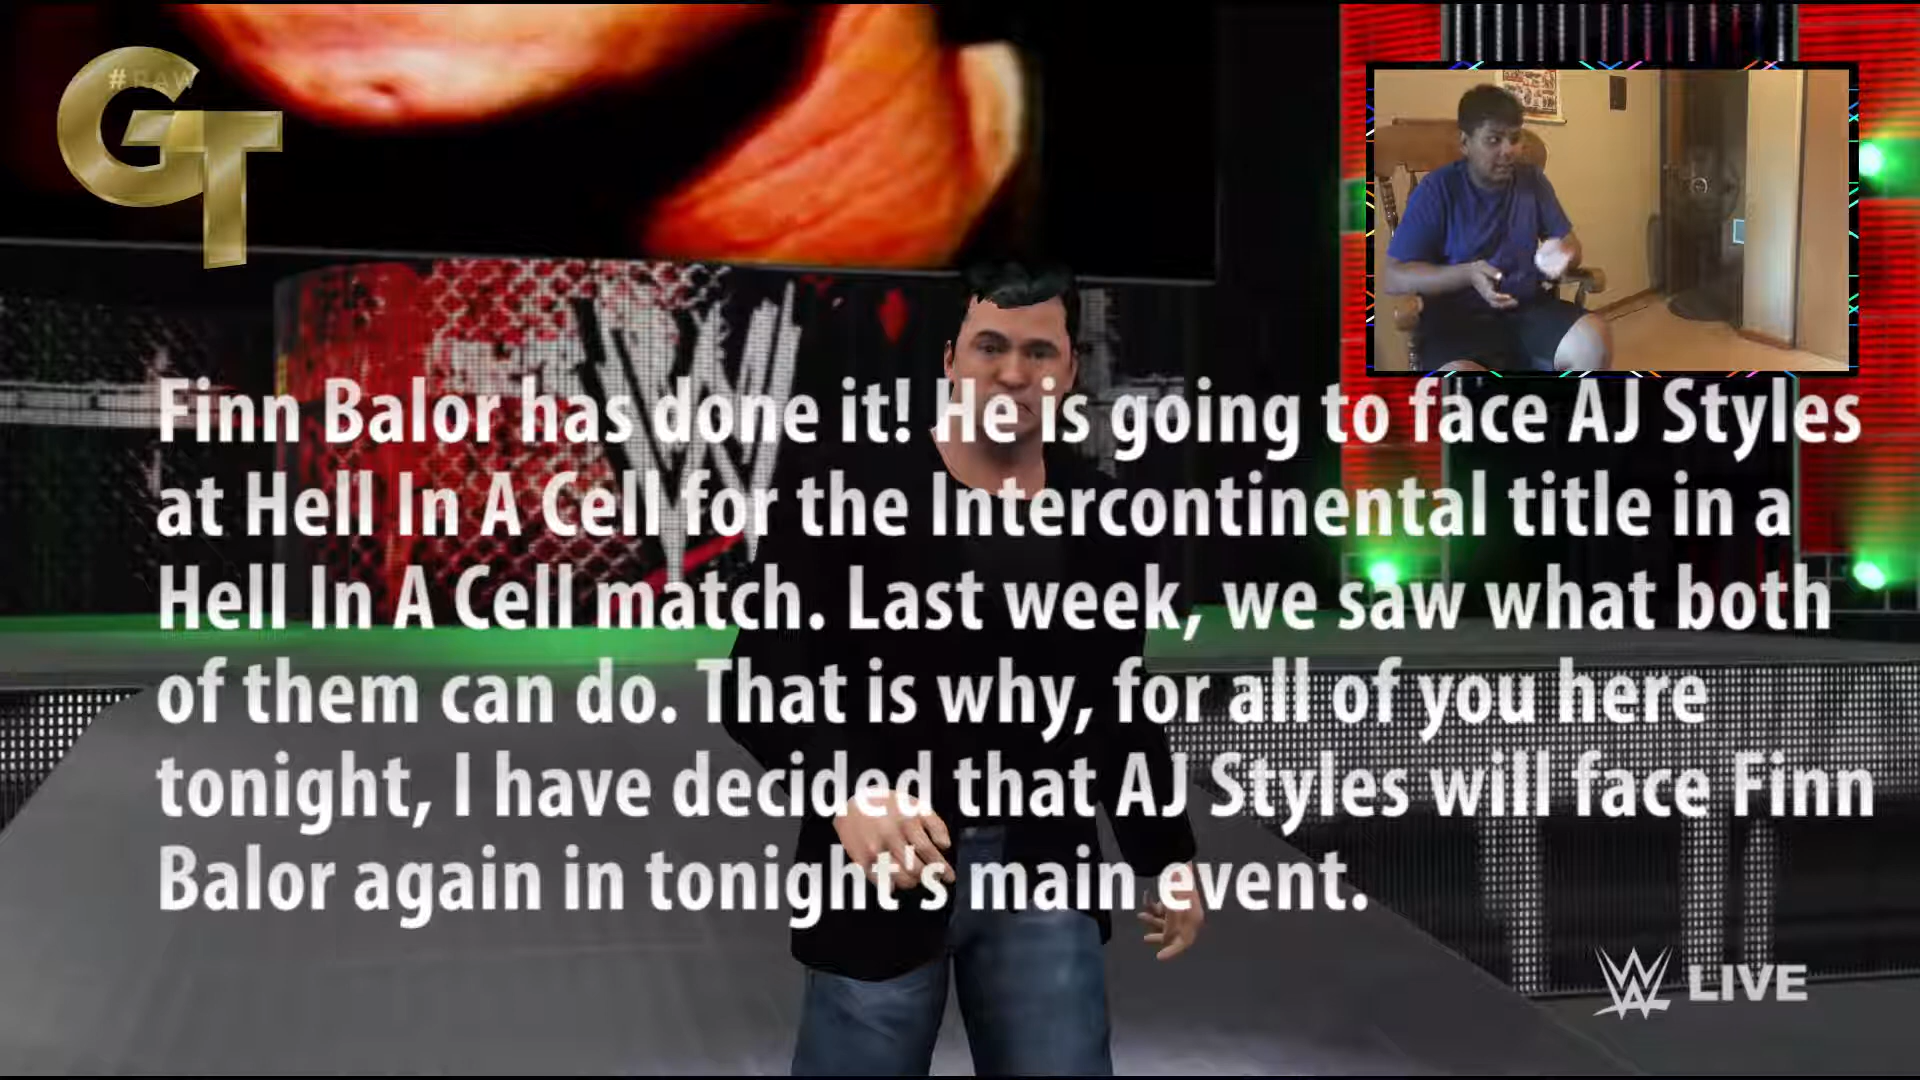 #RAW
GT
Finn Balor has done it! He is going to face AJ Styles
at Hell In A Cell for the Intercontinental title in a
Hell In A Cell match. Last week, we saw what both
of them can do. That is why, for all of you here
tonight, I have decided that AJ Styles will face Finn
Balor again in tonight's main event.
W LIVE